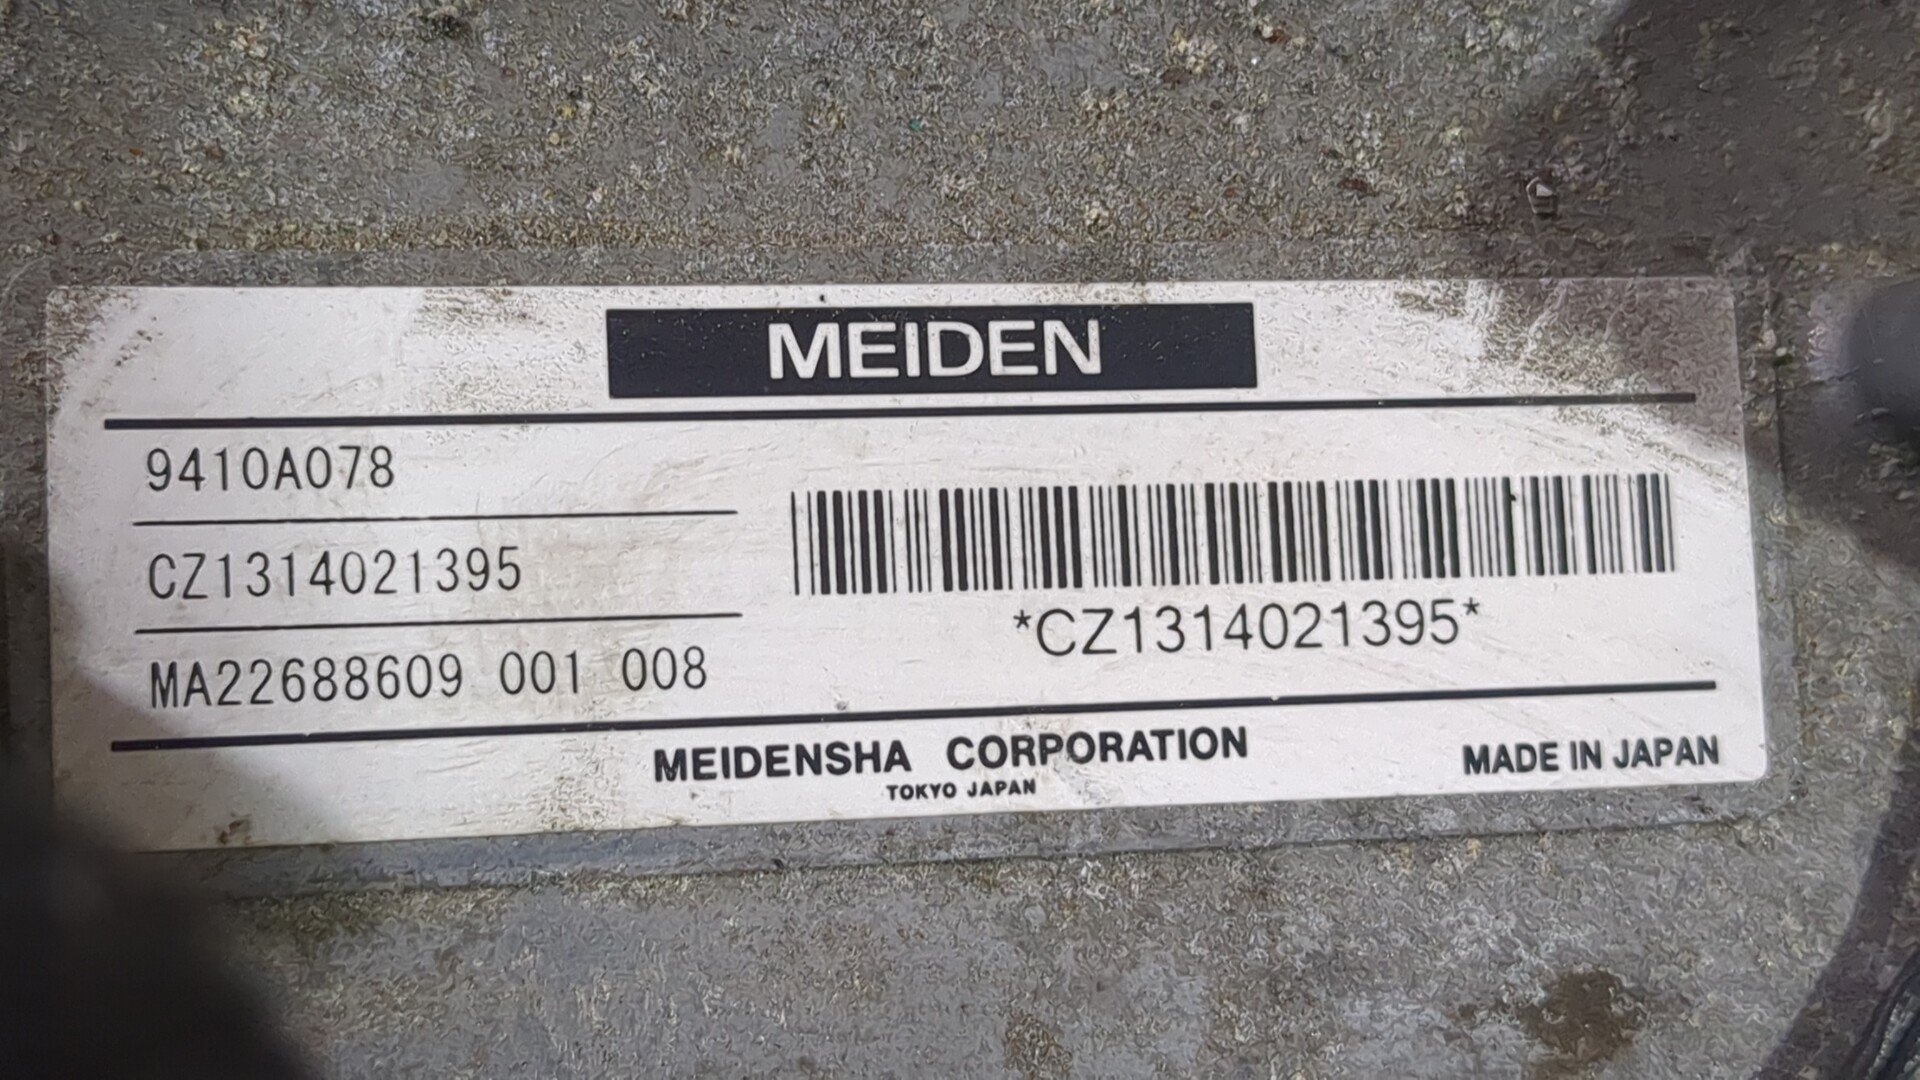 MEIDEN
9410A078
CZ1314021395
MA22688609 001 008
*CZ1314021395*
MEIDENSHA CORPORATION
TOKYO JAPAN
MADE IN JAPAN